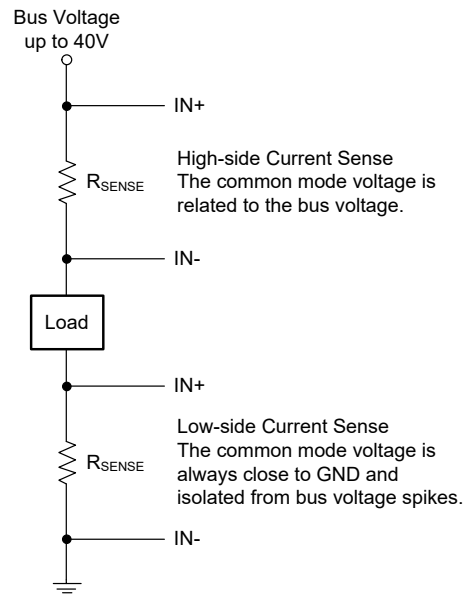 Bus Voltage
up to 40V
IN+
High-side Current Sense
RSENSE
The common mode voltage is
related to the bus voltage.
IN-
Load
IN+
Low-side Current Sense
The common mode voltage is
RSENSE
always close to GND and
isolated from bus voltage spikes.
IN-